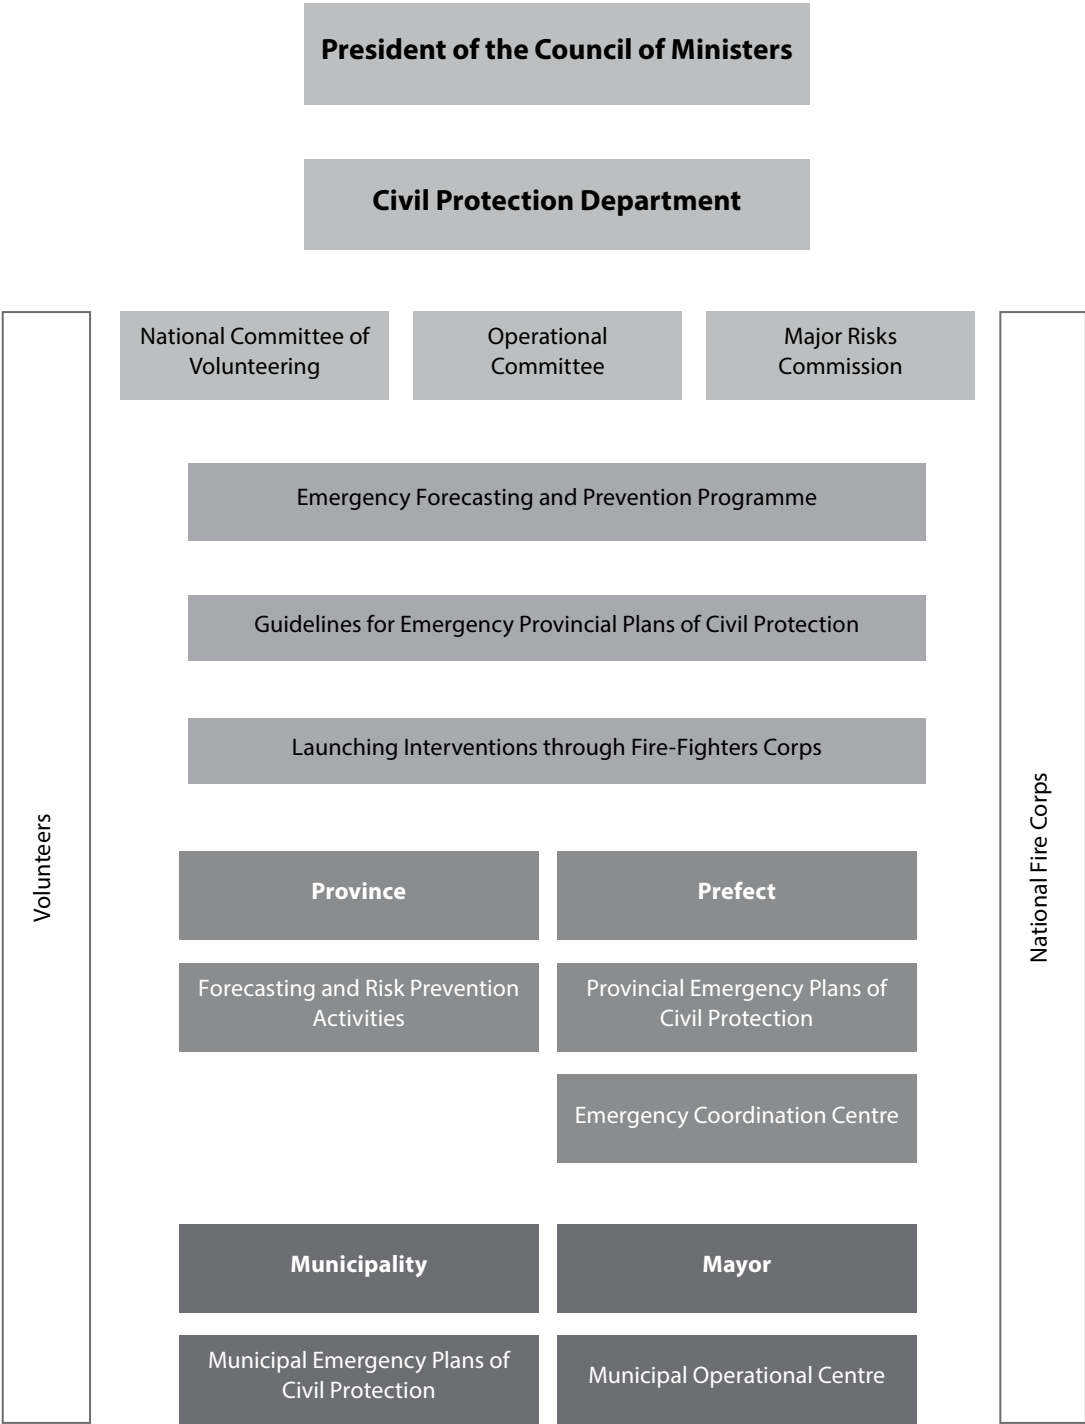 President of the Council of Ministers
Civil Protection Department
National Committee of
Volunteering
Operational
Committee
Major Risks
Commission
Emergency Forecasting and Prevention Programme
Guidelines for Emergency Provincial Plans of Civil Protection
Launching Interventions through Fire-Fighters Corps
Volunteers
National Fire Corps
Province
Prefect
Forecasting and Risk Prevention
Activities
Provincial Emergency Plans of
Civil Protection
Emergency Coordination Centre
Municipality
Mayor
Municipal Emergency Plans of
Civil Protection
Municipal Operational Centre